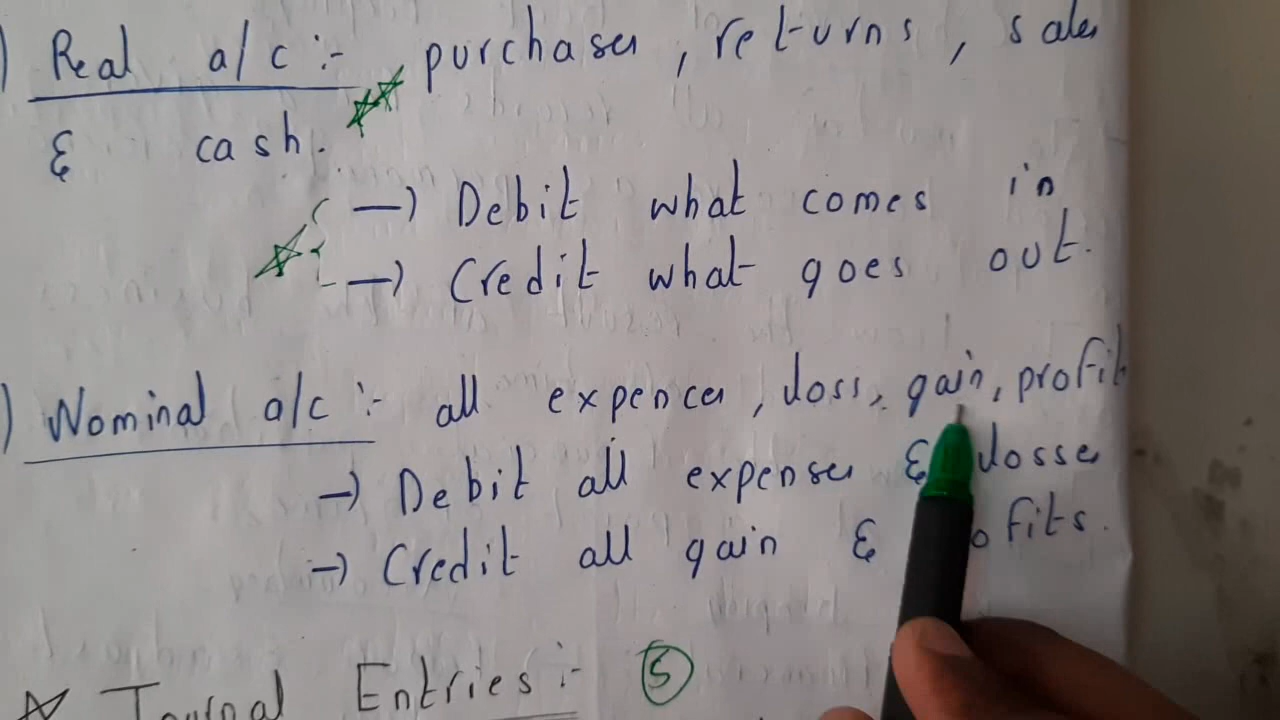 ) Real a/c :- purchases, returns, sales
& cash.
→ Debit what comes in
→ Credit what goes out.
) Nominal a/c :- all expences, loss, gain, profit
→ Debit all expenses & losses
→ Credit all gain &
Journal Entries :- 5